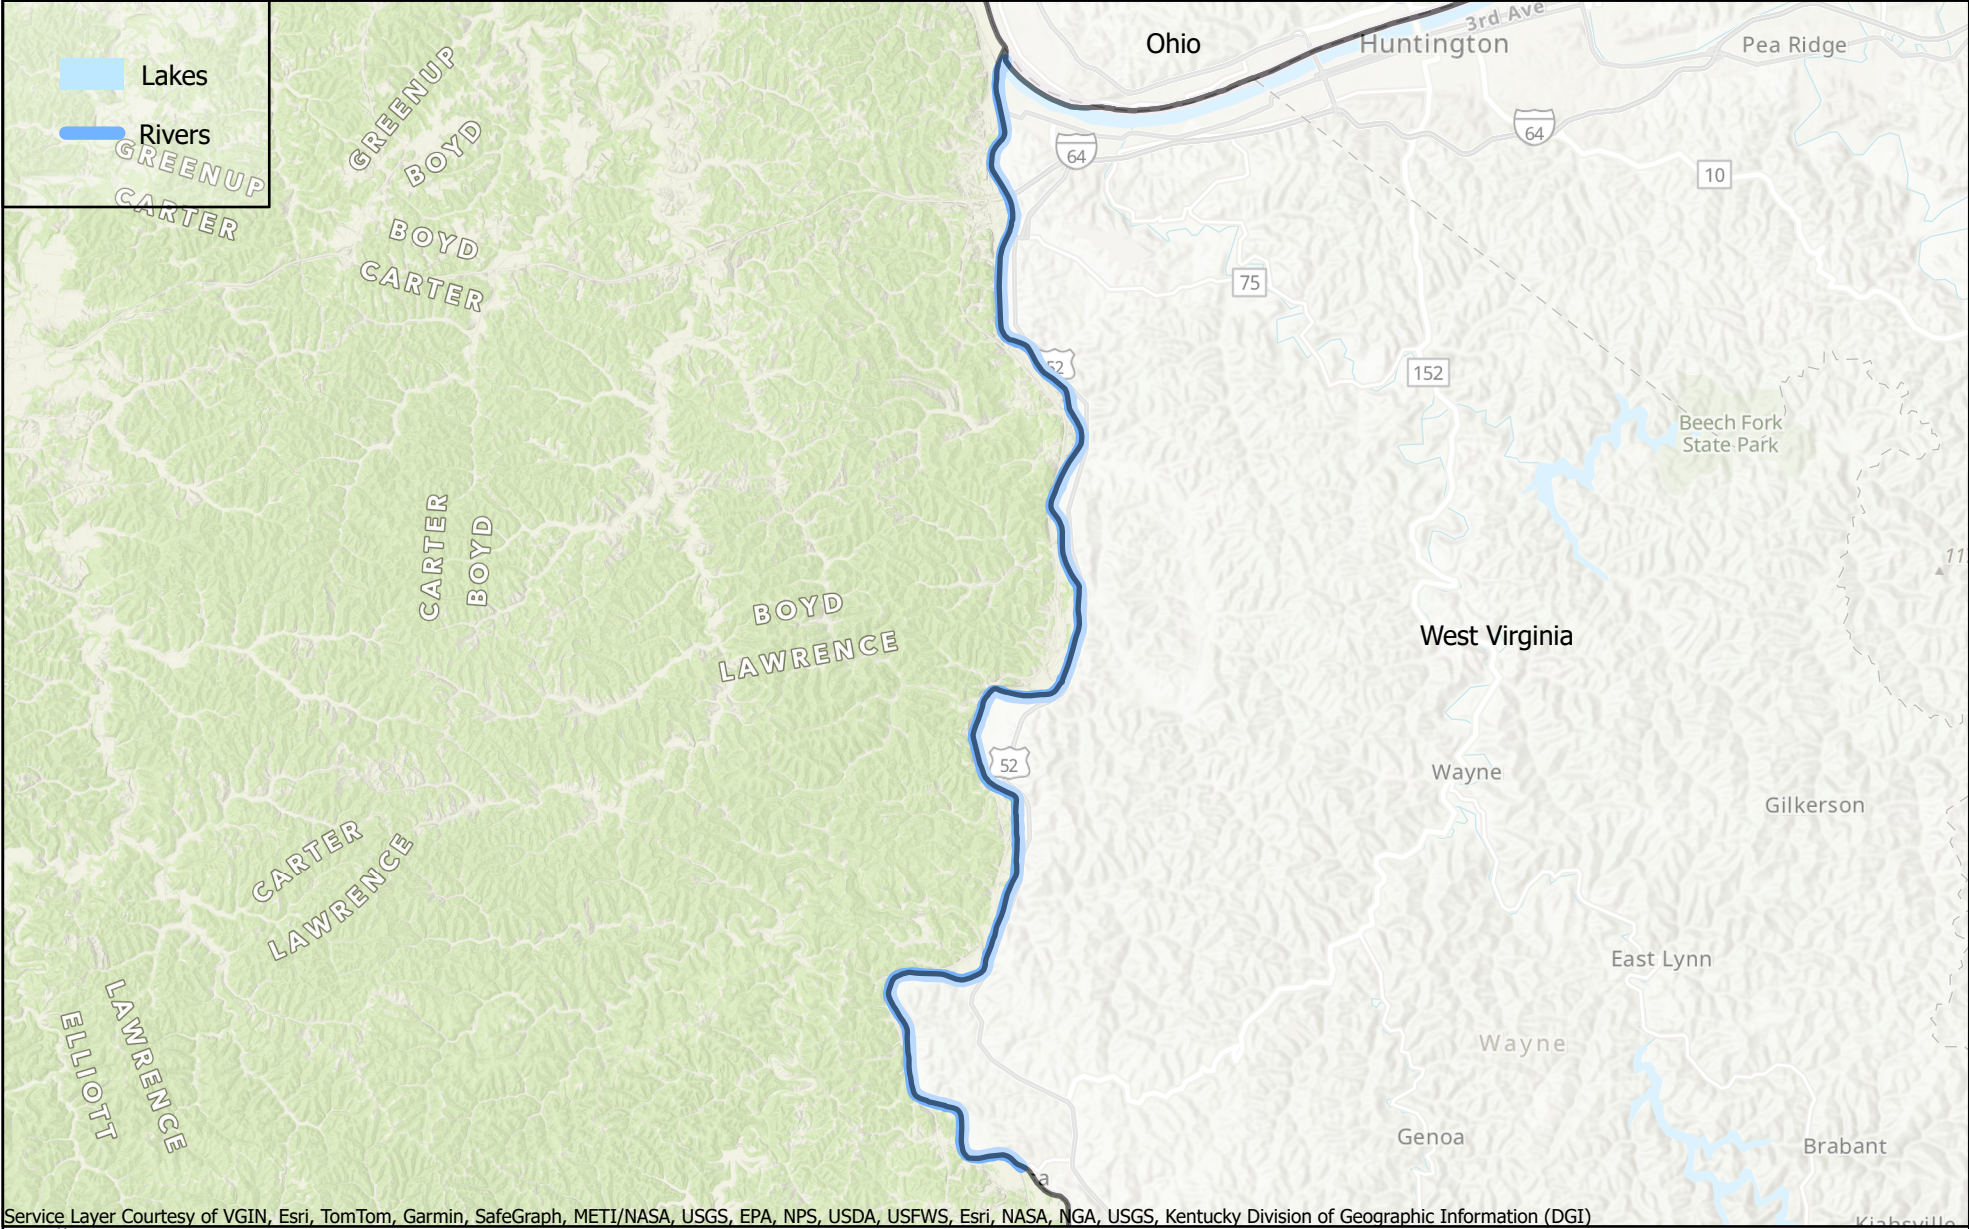 Lakes
Rivers
GREENUP
CARTER
GREENUP
BOYD
BOYD
CARTER
CARTER
BOYD
BOYD
LAWRENCE
CARTER
LAWRENCE
LAWRENCE
ELLIOTT
Ohio
3rd Ave
Huntington
Pea Ridge
64
64
10
75
52
152
Beech Fork
State Park
West Virginia
52
Wayne
Gilkerson
East Lynn
Wayne
Genoa
Brabant
Service Layer Courtesy of VGIN, Esri, TomTom, Garmin, SafeGraph, METI/NASA, USGS, EPA, NPS, USDA, USFWS, Esri, NASA, NGA, USGS, Kentucky Division of Geographic Information (DGI)